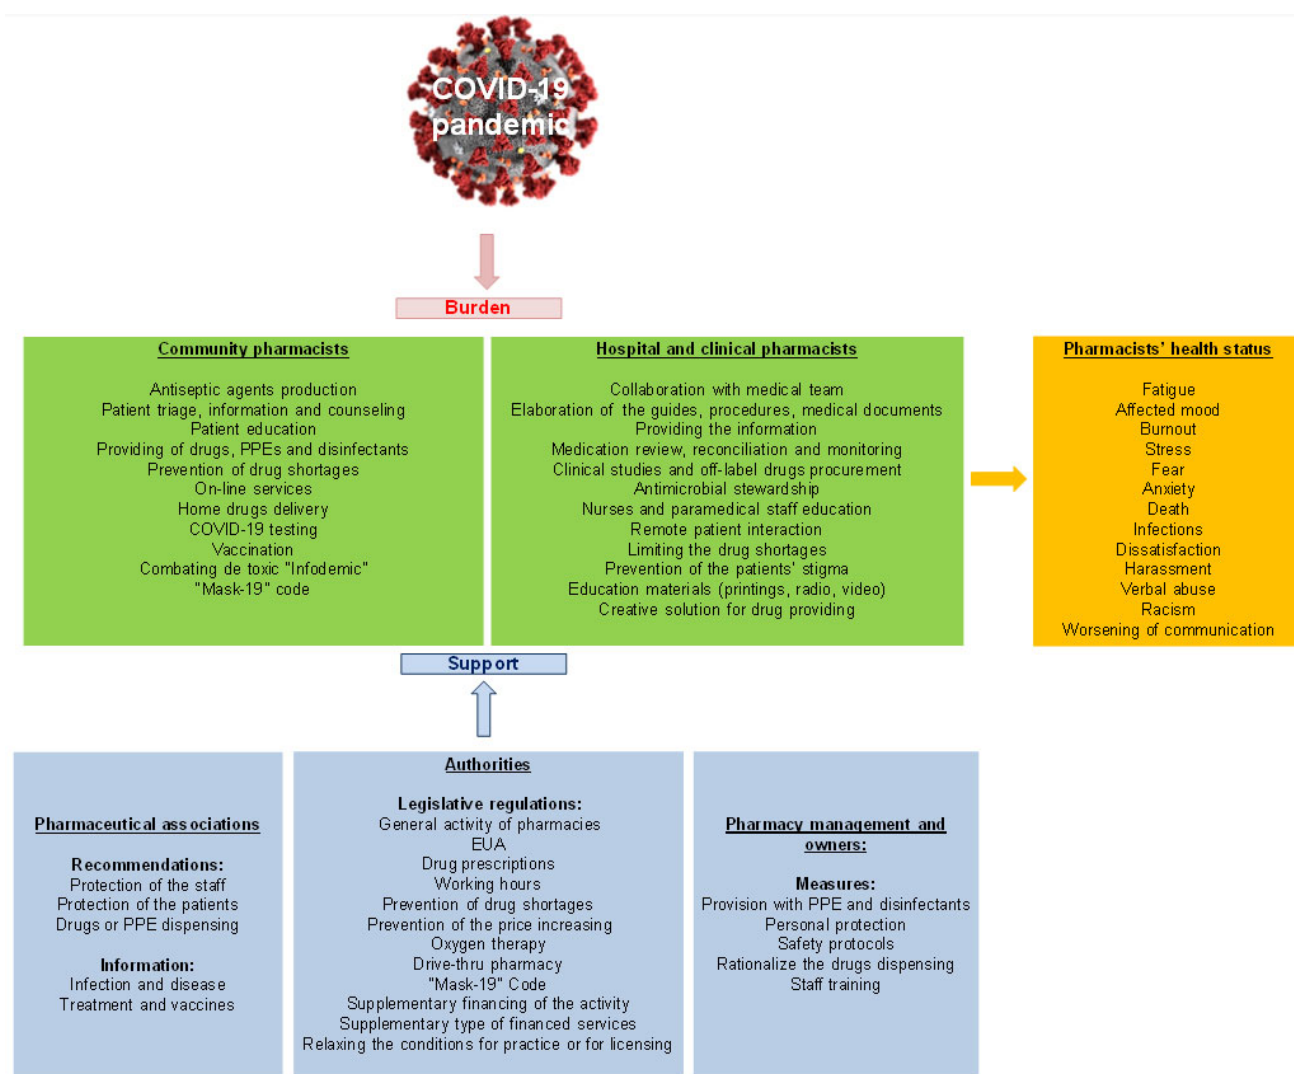 COVID-19
pandemic
Burden
Community pharmacists
Antiseptic agents production
Patient triage, information and counseling
Patient education
Providing of drugs, PPEs and disinfectants
Prevention of drug shortages
On-line services
Home drugs delivery
COVID-19 testing
Vaccination
Combating de toxic "Infodemic"
"Mask-19" code
Hospital and clinical pharmacists
Collaboration with medical team
Elaboration of the guides, procedures, medical documents
Providing the information
Medication review, reconciliation and monitoring
Clinical studies and off-label drugs procurement
Antimicrobial stewardship
Nurses and paramedical staff education
Remote patient interaction
Limiting the drug shortages
Prevention of the patients' stigma
Education materials (printings, radio, video)
Creative solution for drug providing
Pharmacists' health status
Fatigue
Affected mood
Burnout
Stress
Fear
Anxiety
Death
Infections
Dissatisfaction
Harassment
Verbal abuse
Racism
Worsening of communication
Support
Pharmaceutical associations
Recommendations:
Protection of the staff
Protection of the patients
Drugs or PPE dispensing
Information:
Infection and disease
Treatment and vaccines
Authorities
Legislative regulations:
General activity of pharmacies
EUA
Drug prescriptions
Working hours
Prevention of drug shortages
Prevention of the price increasing
Oxygen therapy
Drive-thru pharmacy
"Mask-19" Code
Supplementary financing of the activity
Supplementary type of financed services
Relaxing the conditions for practice or for licensing
Pharmacy management and
owners:
Measures:
Provision with PPE and disinfectants
Personal protection
Safety protocols
Rationalize the drugs dispensing
Staff training